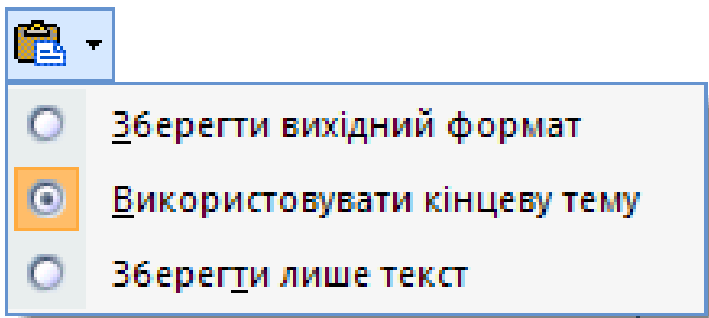 Зберегти вихідний формат
Використовувати кінцеву тему
Зберегти лише текст